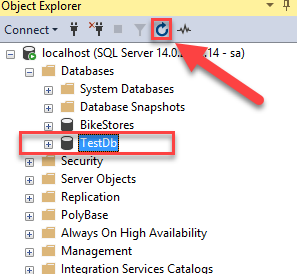 Object Explorer
Connect
localhost (SQL Server 14.0.14 - sa)
Databases
System Databases
Database Snapshots
BikeStores
TestDb
Security
Server Objects
Replication
PolyBase
Always On High Availability
Management
Integration Services Catalogs